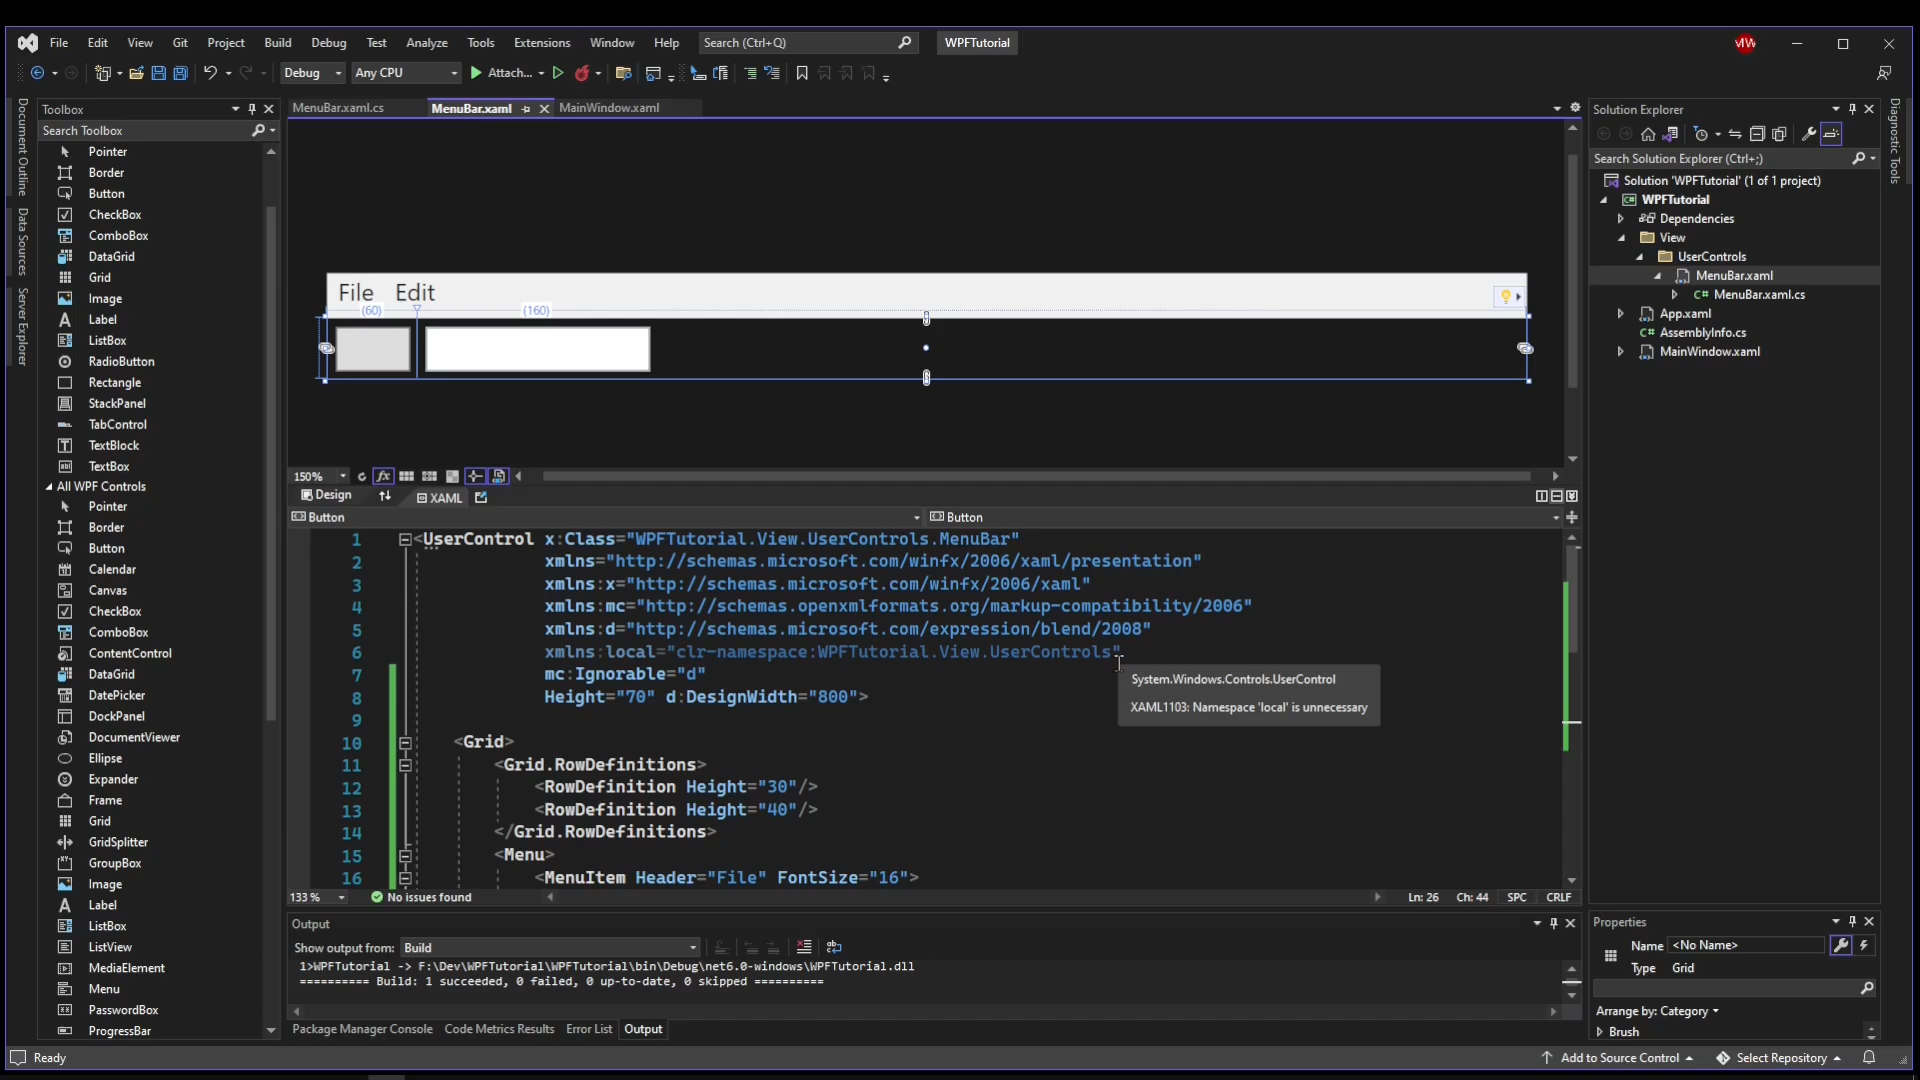 File Edit View Git Project Build Debug Test Analyze Tools Extensions Window Help Search (Ctrl+Q) WPFTutorial MW
Debug Any CPU Attach...
Document Outline
Data Sources
Server Explorer
Toolbox
Search Toolbox
Pointer
Border
Button
CheckBox
ComboBox
DataGrid
Grid
Image
Label
ListBox
RadioButton
Rectangle
StackPanel
TabControl
TextBlock
TextBox
All WPF Controls
Pointer
Border
Button
Calendar
Canvas
CheckBox
ComboBox
ContentControl
DataGrid
DatePicker
DockPanel
DocumentViewer
Ellipse
Expander
Frame
Grid
GridSplitter
GroupBox
Image
Label
ListBox
ListView
MediaElement
Menu
PasswordBox
ProgressBar
MenuBar.xaml.cs MenuBar.xaml MainWindow.xaml
File Edit
(60) (160)
150% fx
Design XAML
Button Button
1 <UserControl x:Class="WPFTutorial.View.UserControls.MenuBar"
2 xmlns="http://schemas.microsoft.com/winfx/2006/xaml/presentation"
3 xmlns:x="http://schemas.microsoft.com/winfx/2006/xaml"
4 xmlns:mc="http://schemas.openxmlformats.org/markup-compatibility/2006"
5 xmlns:d="http://schemas.microsoft.com/expression/blend/2008"
6 xmlns:local="clr-namespace:WPFTutorial.View.UserControls"
7 mc:Ignorable="d"
8 Height="70" d:DesignWidth="800">
9
10 <Grid>
11 <Grid.RowDefinitions>
12 <RowDefinition Height="30"/>
13 <RowDefinition Height="40"/>
14 </Grid.RowDefinitions>
15 <Menu>
16 <MenuItem Header="File" FontSize="16">
System.Windows.Controls.UserControl
XAML1103: Namespace 'local' is unnecessary
133 % No issues found Ln: 26 Ch: 44 SPC CRLF
Output
Show output from: Build
1>WPFTutorial -> F:\Dev\WPFTutorial\WPFTutorial\bin\Debug\net6.0-windows\WPFTutorial.dll
========== Build: 1 succeeded, 0 failed, 0 up-to-date, 0 skipped ==========
Package Manager Console Code Metrics Results Error List Output
Solution Explorer
Search Solution Explorer (Ctrl+;)
Solution 'WPFTutorial' (1 of 1 project)
C# WPFTutorial
Dependencies
View
UserControls
MenuBar.xaml
C# MenuBar.xaml.cs
App.xaml
C# AssemblyInfo.cs
MainWindow.xaml
Diagnostic Tools
Properties
Name <No Name>
Type Grid
Arrange by: Category
Brush
Ready Add to Source Control Select Repository